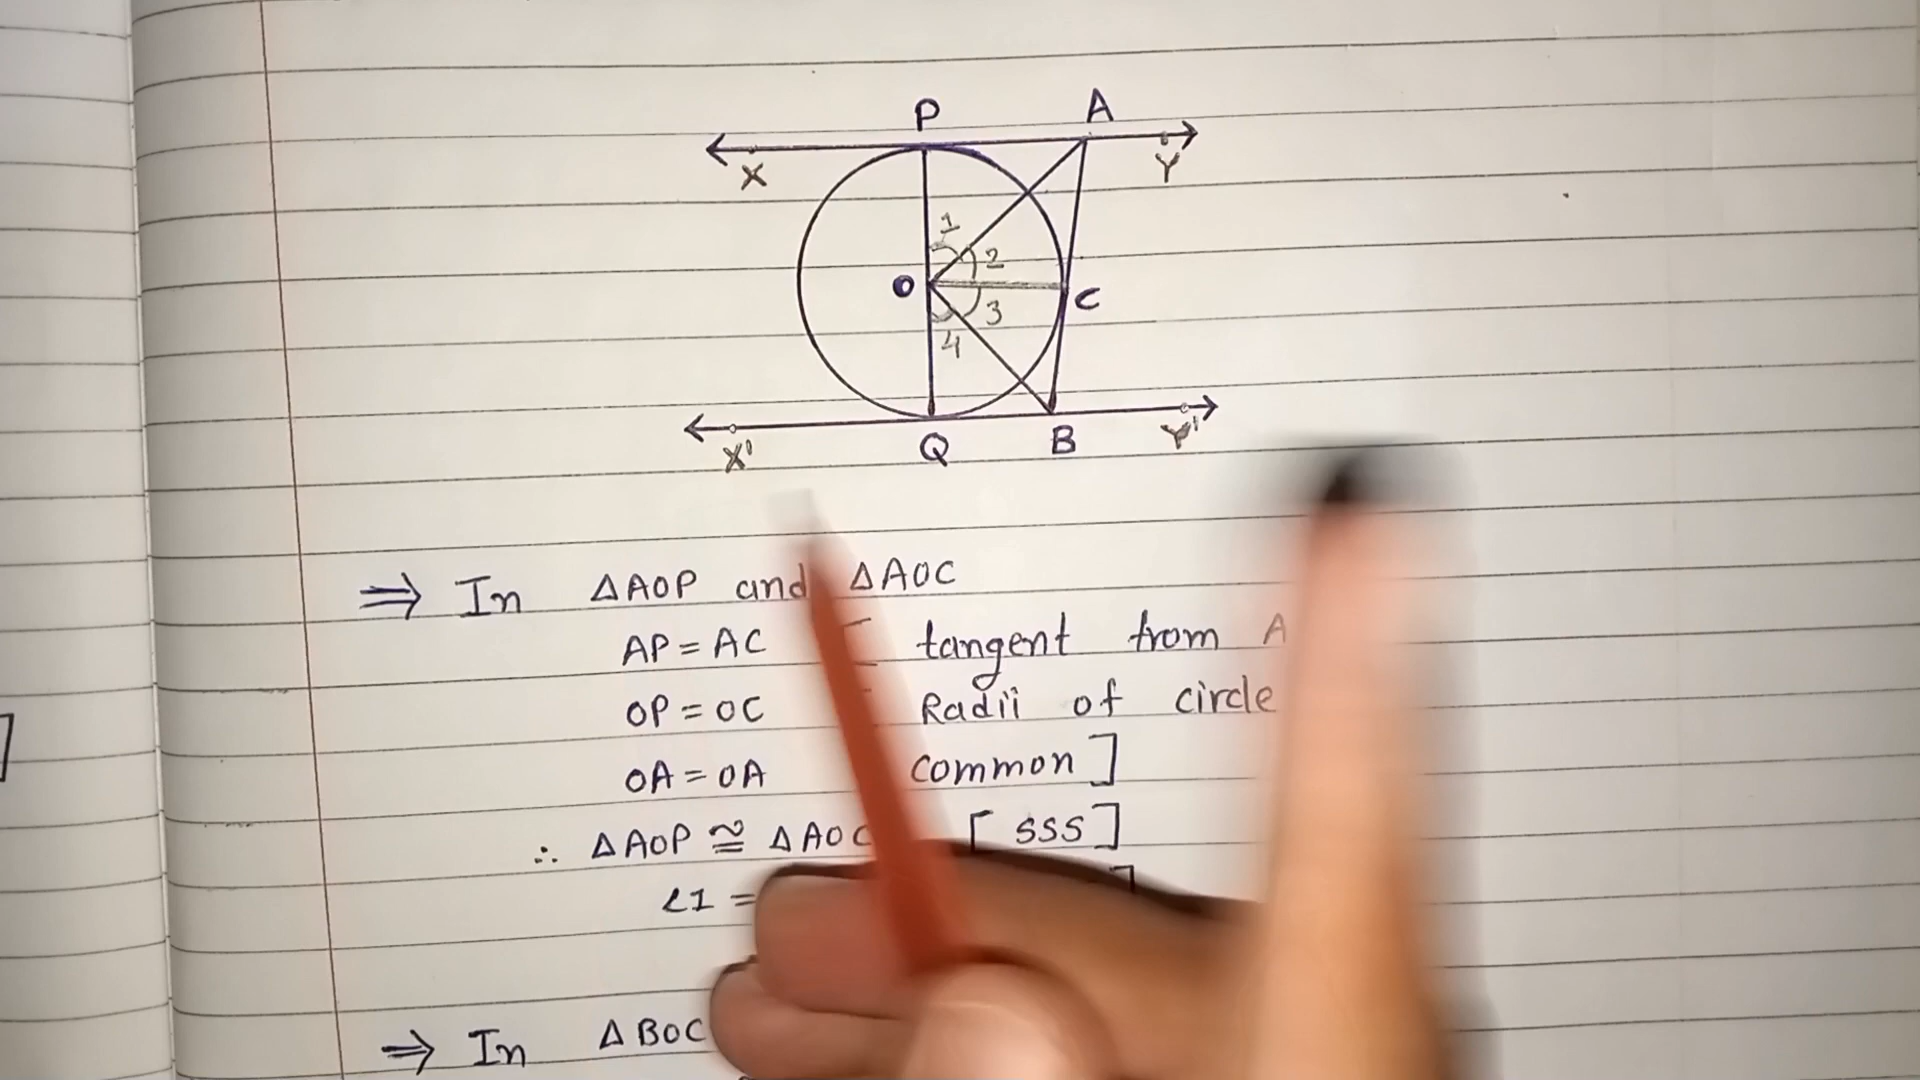 P A
X Y
1
2
O C
3
4
Q B Y'
X'
⇒ In ΔAOP and ΔAOC
AP = AC [ tangent from A
OP = OC Radii of circle
OA = OA common ]
∴ ΔAOP ≅ ΔAOC [ SSS ]
∠1 = ]
⇒ In ΔBOC
]